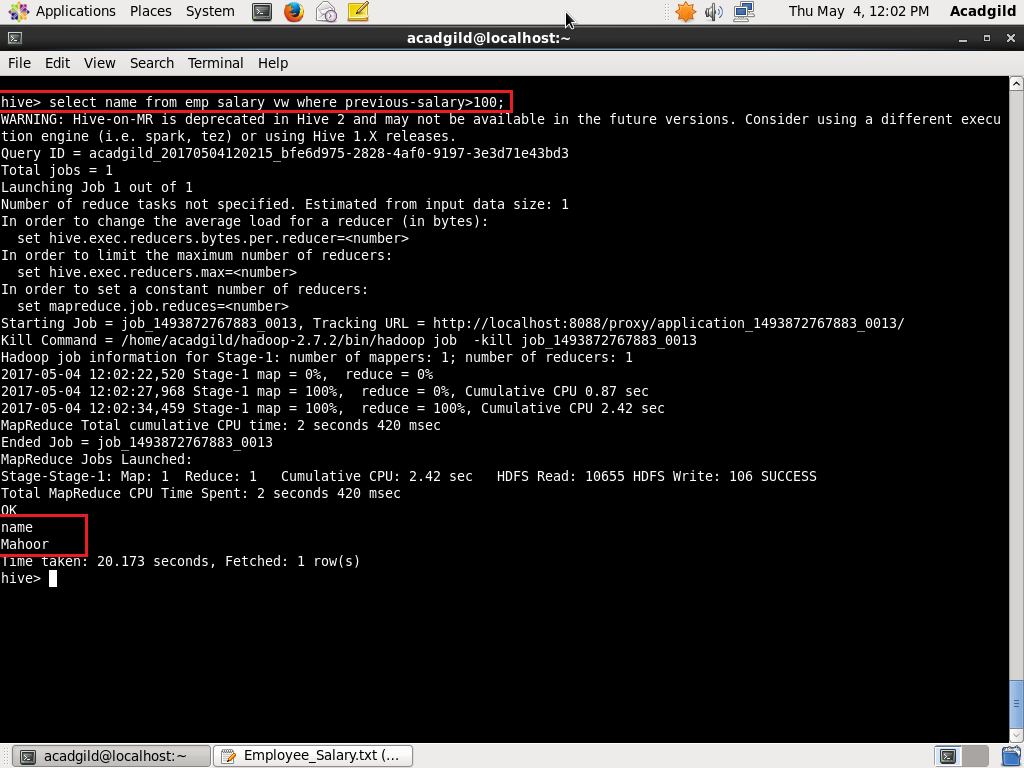 Applications Places System Thu May 4, 12:02 PM Acadgild
acadgild@localhost:~
File Edit View Search Terminal Help
hive> select name from emp salary vw where previous-salary>100;
WARNING: Hive-on-MR is deprecated in Hive 2 and may not be available in the future versions. Consider using a different execu
tion engine (i.e. spark, tez) or using Hive 1.X releases.
Query ID = acadgild_20170504120215_bfe6d975-2828-4af0-9197-3e3d71e43bd3
Total jobs = 1
Launching Job 1 out of 1
Number of reduce tasks not specified. Estimated from input data size: 1
In order to change the average load for a reducer (in bytes):
  set hive.exec.reducers.bytes.per.reducer=<number>
In order to limit the maximum number of reducers:
  set hive.exec.reducers.max=<number>
In order to set a constant number of reducers:
  set mapreduce.job.reduces=<number>
Starting Job = job_1493872767883_0013, Tracking URL = http://localhost:8088/proxy/application_1493872767883_0013/
Kill Command = /home/acadgild/hadoop-2.7.2/bin/hadoop job  -kill job_1493872767883_0013
Hadoop job information for Stage-1: number of mappers: 1; number of reducers: 1
2017-05-04 12:02:22,520 Stage-1 map = 0%,  reduce = 0%
2017-05-04 12:02:27,968 Stage-1 map = 100%,  reduce = 0%, Cumulative CPU 0.87 sec
2017-05-04 12:02:34,459 Stage-1 map = 100%,  reduce = 100%, Cumulative CPU 2.42 sec
MapReduce Total cumulative CPU time: 2 seconds 420 msec
Ended Job = job_1493872767883_0013
MapReduce Jobs Launched:
Stage-Stage-1: Map: 1  Reduce: 1   Cumulative CPU: 2.42 sec   HDFS Read: 10655 HDFS Write: 106 SUCCESS
Total MapReduce CPU Time Spent: 2 seconds 420 msec
OK
name
Mahoor
Time taken: 20.173 seconds, Fetched: 1 row(s)
hive>
acadgild@localhost:~ Employee_Salary.txt (...